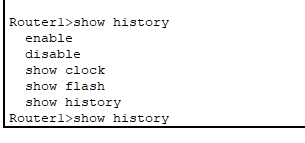 Router1>show history
enable
disable
show clock
show flash
show history
Router1>show history